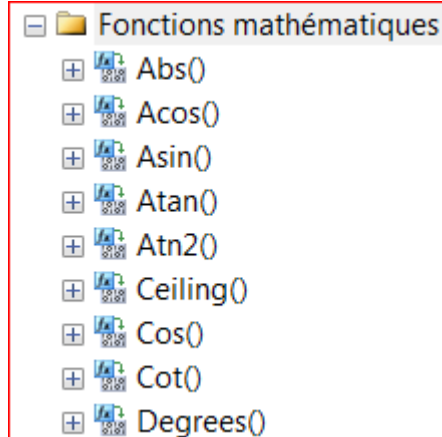 Fonctions mathématiques
Abs()
Acos()
Asin()
Atan()
Atn2()
Ceiling()
Cos()
Cot()
Degrees()